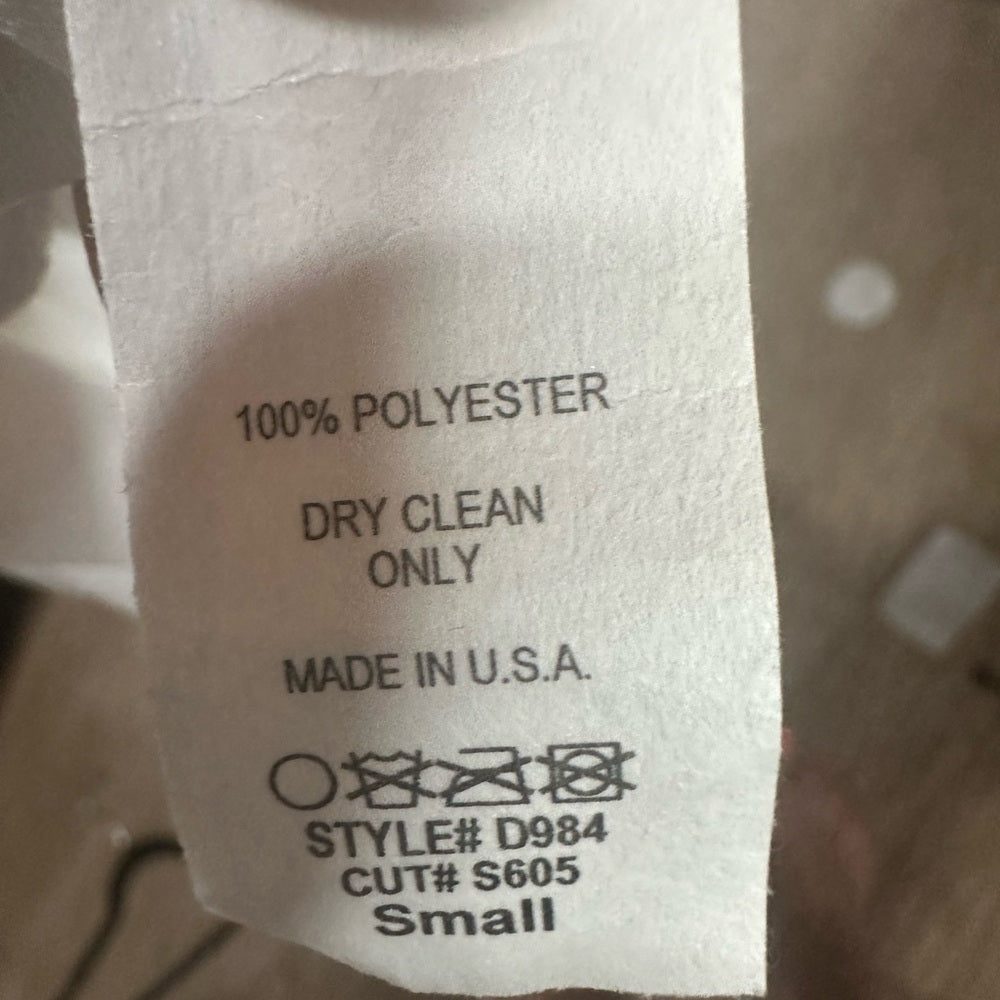 100% POLYESTER
DRY CLEAN
ONLY
MADE IN U.S.A.
STYLE# D984
CUT# S605
Small